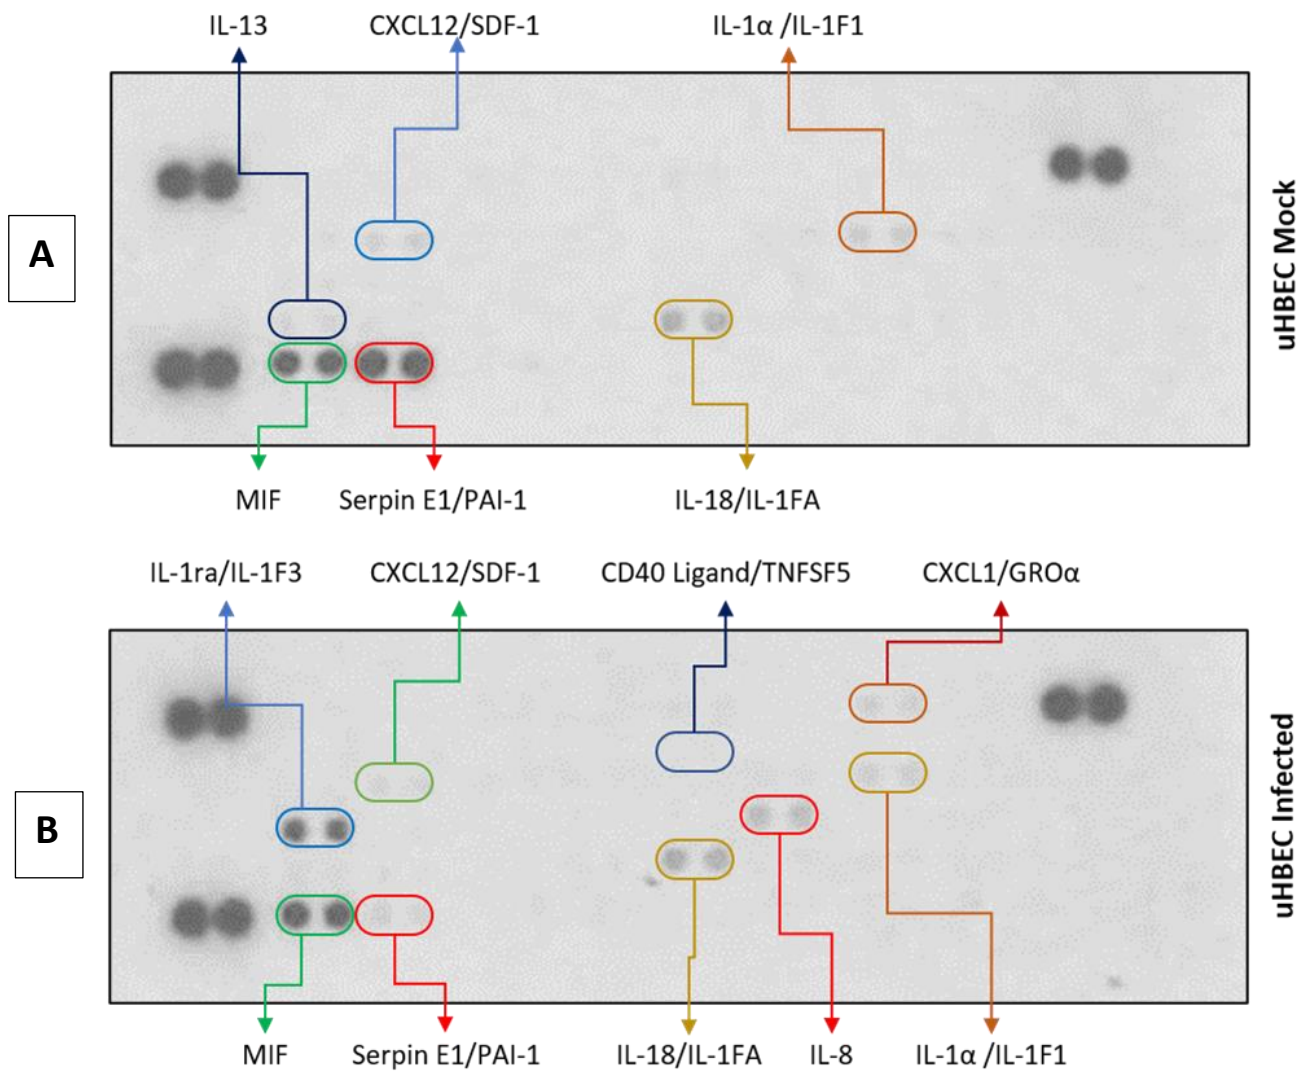 IL-13 CXCL12/SDF-1 IL-1α /IL-1F1
A
uHBEC Mock
MIF Serpin E1/PAI-1 IL-18/IL-1FA
IL-1ra/IL-1F3 CXCL12/SDF-1 CD40 Ligand/TNFSF5 CXCL1/GROα
B
uHBEC Infected
MIF Serpin E1/PAI-1 IL-18/IL-1FA IL-8 IL-1α /IL-1F1